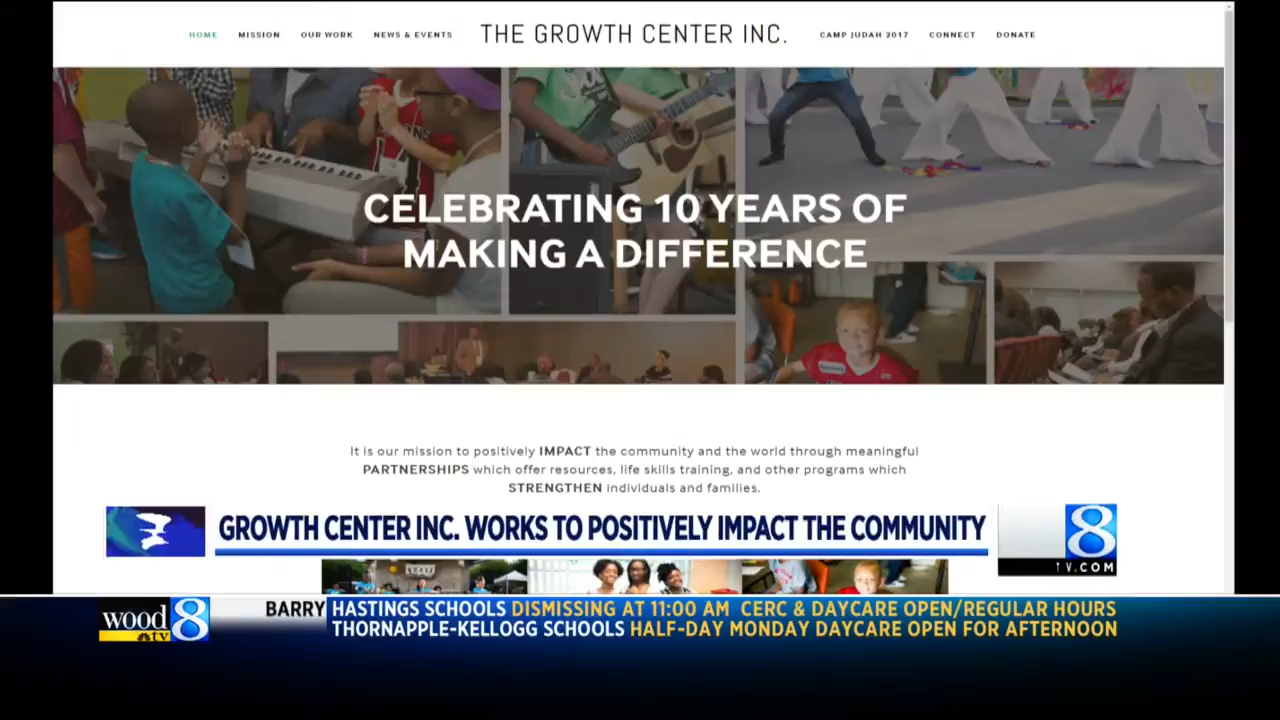 HOME MISSION OUR WORK NEWS & EVENTS THE GROWTH CENTER INC. CAMP JUDAH 2017 CONNECT DONATE
CELEBRATING 10 YEARS OF
MAKING A DIFFERENCE
It is our mission to positively IMPACT the community and the world through meaningful
PARTNERSHIPS which offer resources, life skills training, and other programs which
STRENGTHEN individuals and families.
GROWTH CENTER INC. WORKS TO POSITIVELY IMPACT THE COMMUNITY
8
TV.COM
wood
tv
8
BARRY HASTINGS SCHOOLS DISMISSING AT 11:00 AM CERC & DAYCARE OPEN/REGULAR HOURS
THORNAPPLE-KELLOGG SCHOOLS HALF-DAY MONDAY DAYCARE OPEN FOR AFTERNOON